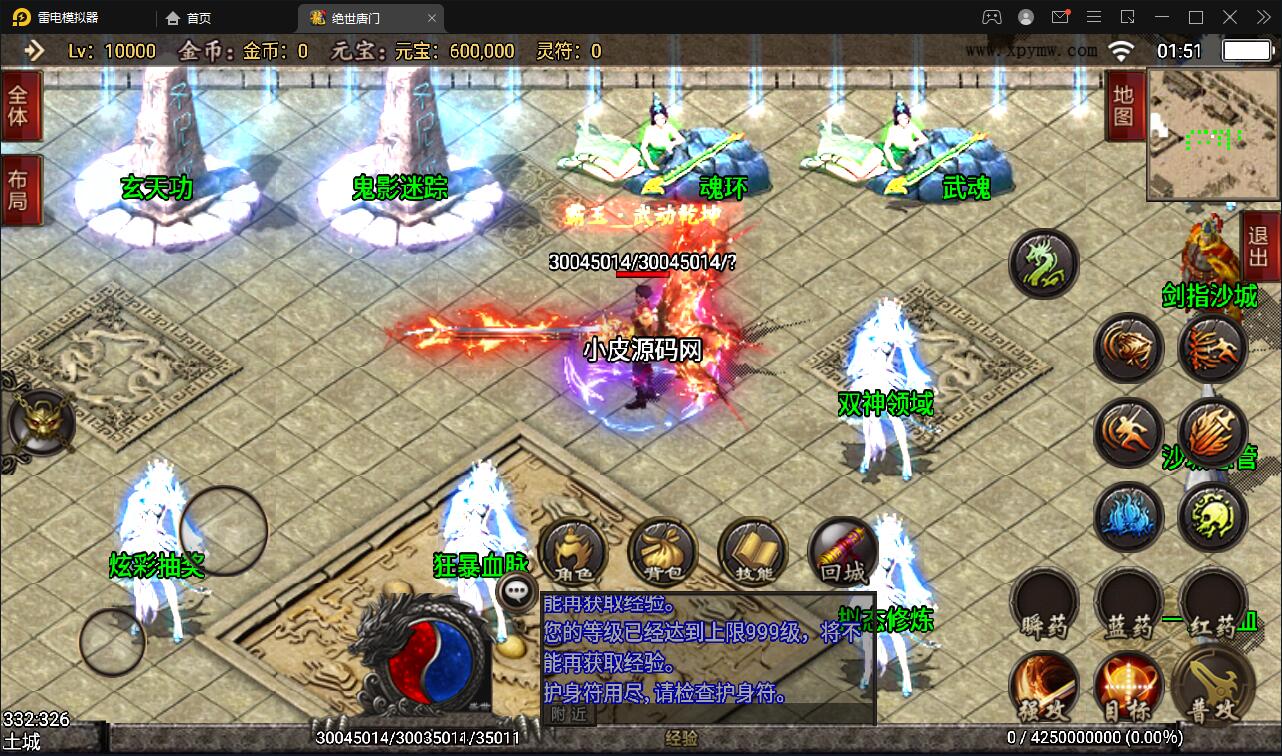 雷电模拟器 首页 绝世唐门
Lv：10000 金币：金币：0 元宝：元宝：600,000 灵符：0
www.xpymw.com 01:51
全体
地图
布局
玄天功 鬼影迷踪 魂环 武魂
霸王·武动乾坤
退出
30045014/30045014/?
剑指沙城
小皮源码网
双神领域
炫彩抽奖 狂暴血脉
角色 背包 技能 回城
能再获取经验。
您的等级已经达到上限999级，将不
能再获取经验。
护身符用尽,请检查护身符。
附近
瞬药 蓝药 红药
强攻 目标 普攻
332:326
土城
30045014/30035014/35011
经验
0 / 4250000000 (0.00%)